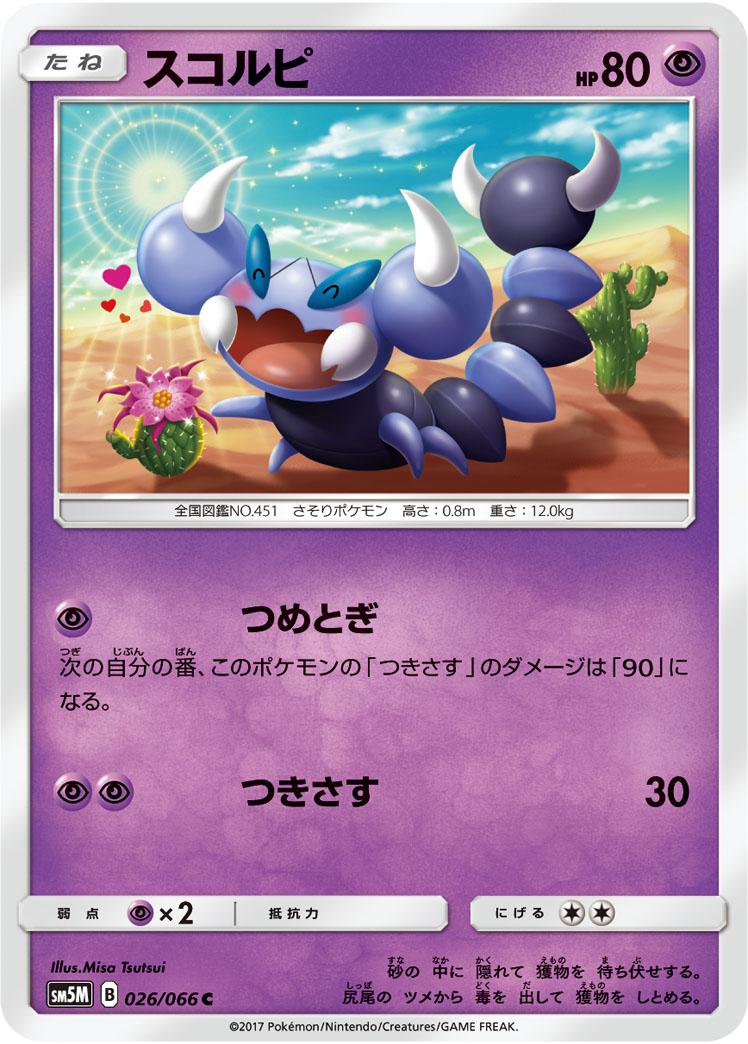 たね スコルピ HP80
全国図鑑NO.451 さそりポケモン 高さ：0.8m 重さ：12.0kg
つめとぎ
次の自分の番、このポケモンの「つきさす」のダメージは「90」に
なる。
つきさす 30
弱点 ×2 抵抗力 にげる
Illus.Misa Tsutsui
砂の 中に 隠れて 獲物を 待ち伏せする。
尻尾の ツメから 毒を 出して 獲物を しとめる。
SM5M B 026/066 C
©2017 Pokémon/Nintendo/Creatures/GAME FREAK.